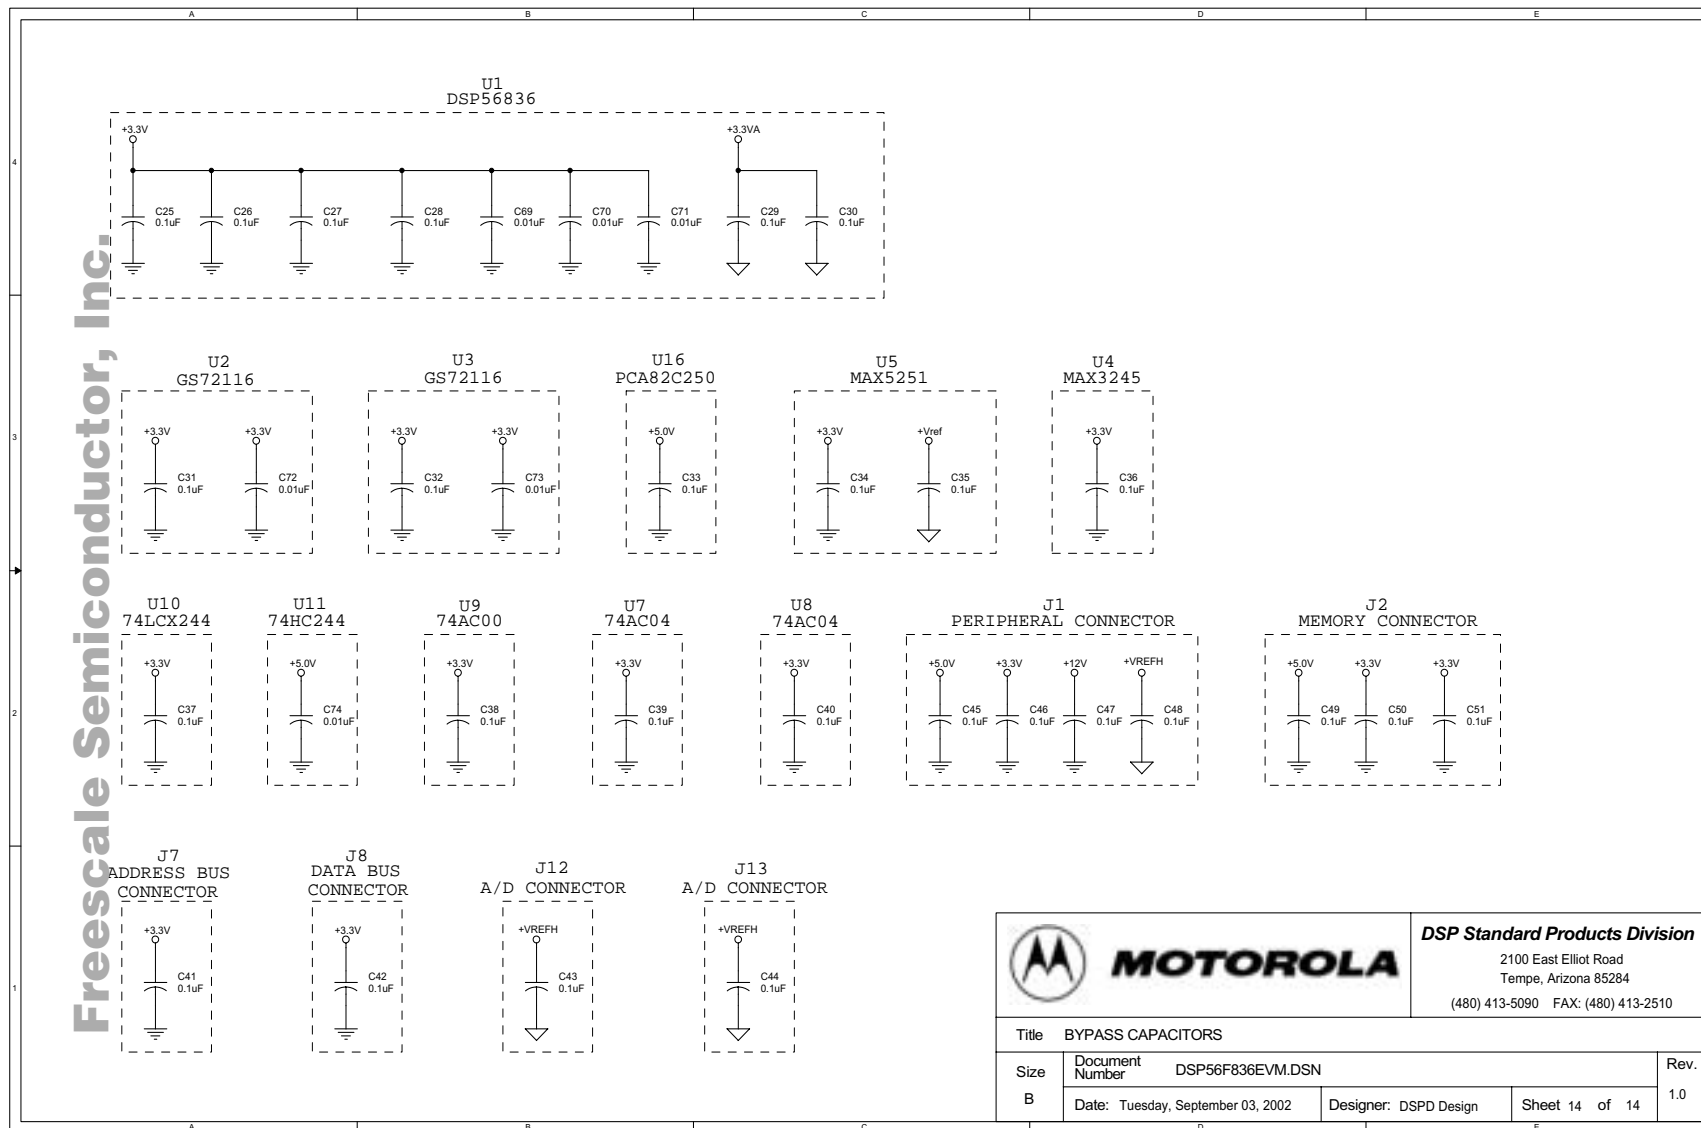 A B C D E
4
3
2
1
Freescale Semiconductor, Inc.
U1
DSP56836
+3.3V
+3.3VA
C25
0.1uF
C26
0.1uF
C27
0.1uF
C28
0.1uF
C69
0.01uF
C70
0.01uF
C71
0.01uF
C29
0.1uF
C30
0.1uF
U2
GS72116
+3.3V
C31
0.1uF
+3.3V
C72
0.01uF
U3
GS72116
+3.3V
C32
0.1uF
+3.3V
C73
0.01uF
U16
PCA82C250
+5.0V
C33
0.1uF
U5
MAX5251
+3.3V
C34
0.1uF
+Vref
C35
0.1uF
U4
MAX3245
+3.3V
C36
0.1uF
U10
74LCX244
+3.3V
C37
0.1uF
U11
74HC244
+5.0V
C74
0.01uF
U9
74AC00
+3.3V
C38
0.1uF
U7
74AC04
+3.3V
C39
0.1uF
U8
74AC04
+3.3V
C40
0.1uF
J1
PERIPHERAL CONNECTOR
+5.0V
C45
0.1uF
+3.3V
C46
0.1uF
+12V
C47
0.1uF
+VREFH
C48
0.1uF
J2
MEMORY CONNECTOR
+5.0V
C49
0.1uF
+3.3V
C50
0.1uF
+3.3V
C51
0.1uF
J7
ADDRESS BUS
CONNECTOR
+3.3V
C41
0.1uF
J8
DATA BUS
CONNECTOR
+3.3V
C42
0.1uF
J12
A/D CONNECTOR
+VREFH
C43
0.1uF
J13
A/D CONNECTOR
+VREFH
C44
0.1uF
MOTOROLA
DSP Standard Products Division
2100 East Elliot Road
Tempe, Arizona 85284
(480) 413-5090 FAX: (480) 413-2510
Title BYPASS CAPACITORS
Size
B
Document
Number
DSP56F836EVM.DSN
Rev.
1.0
Date: Tuesday, September 03, 2002
Designer: DSPD Design
Sheet 14 of 14
A B C D E